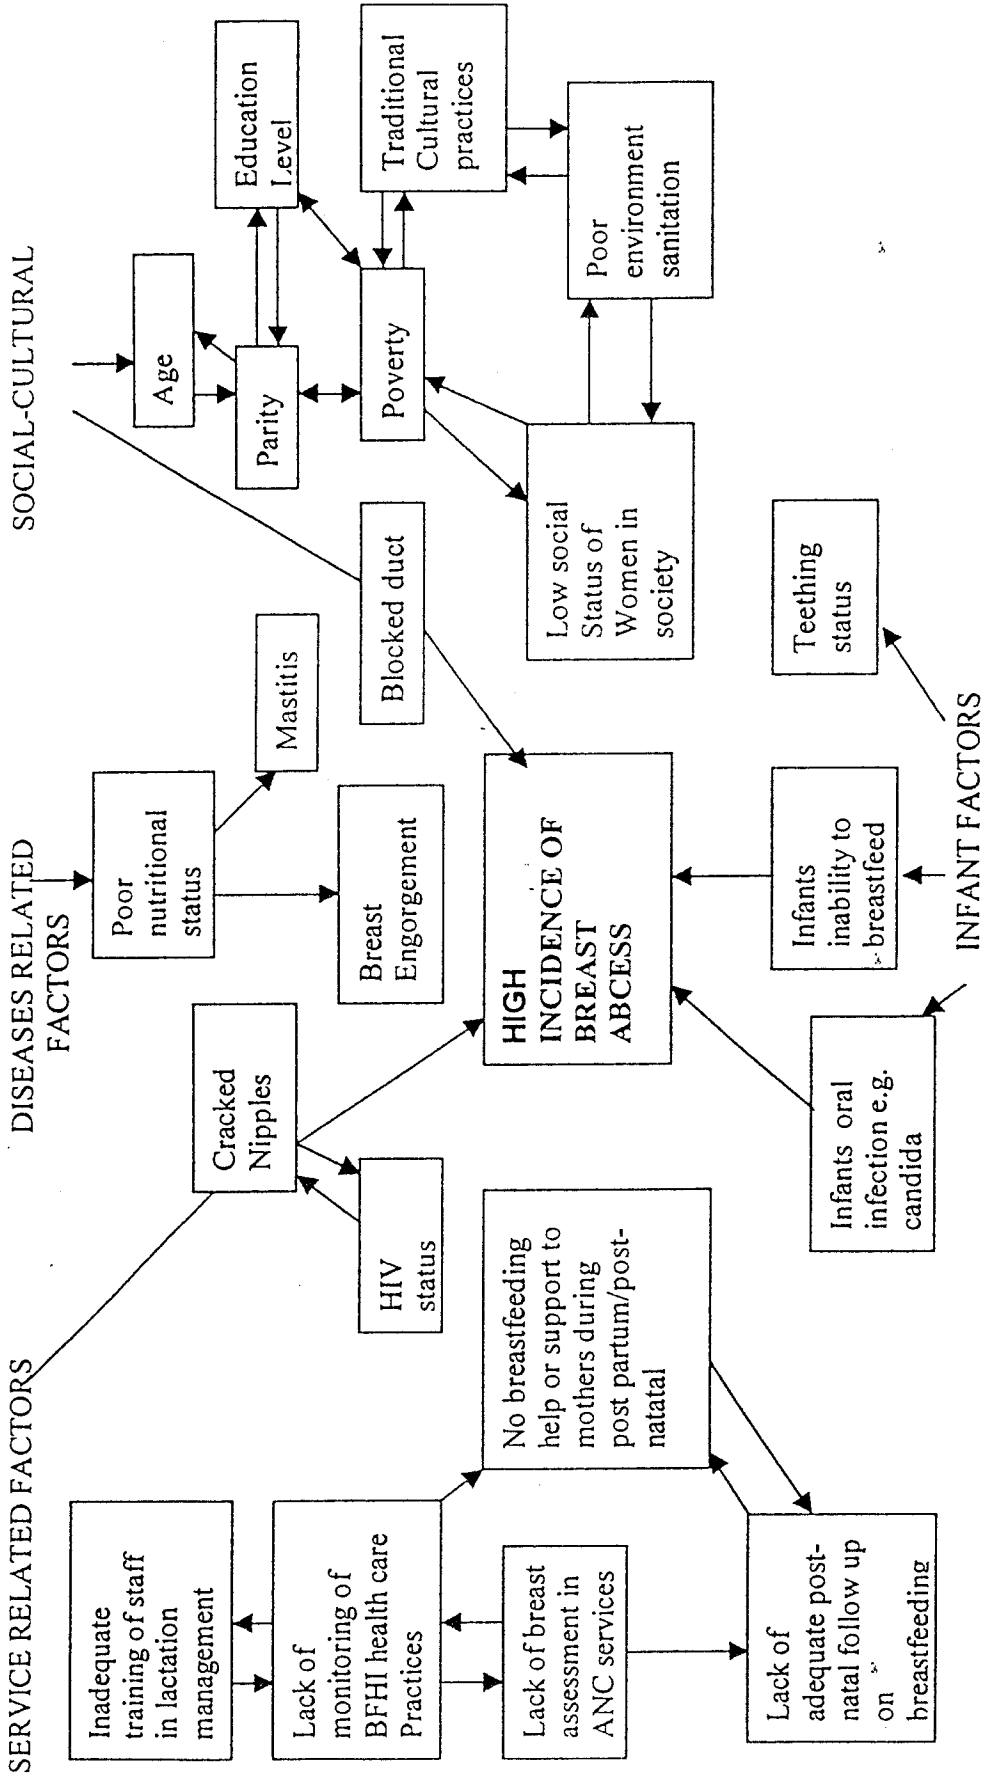 SERVICE RELATED FACTORS
DISEASES RELATED
FACTORS
SOCIAL-CULTURAL
Inadequate
training of staff
in lactation
management
Lack of
monitoring of
BFHI health care
Practices
Lack of breast
assessment in
ANC services
Lack of
adequate post-
natal follow up
on
breastfeeding
No breastfeeding
help or support to
mothers during
post partum/post-
natatal
Cracked
Nipples
HIV
status
Poor
nutritional
status
Mastitis
Breast
Engorgement
Blocked duct
HIGH
INCIDENCE OF
BREAST
ABCESS
Age
Parity
Education
Level
Poverty
Traditional
Cultural
practices
Low social
Status of
Women in
society
Poor
environment
sanitation
Infants oral
infection e.g.
candida
Infants
inability to
breastfeed
Teething
status
INFANT FACTORS